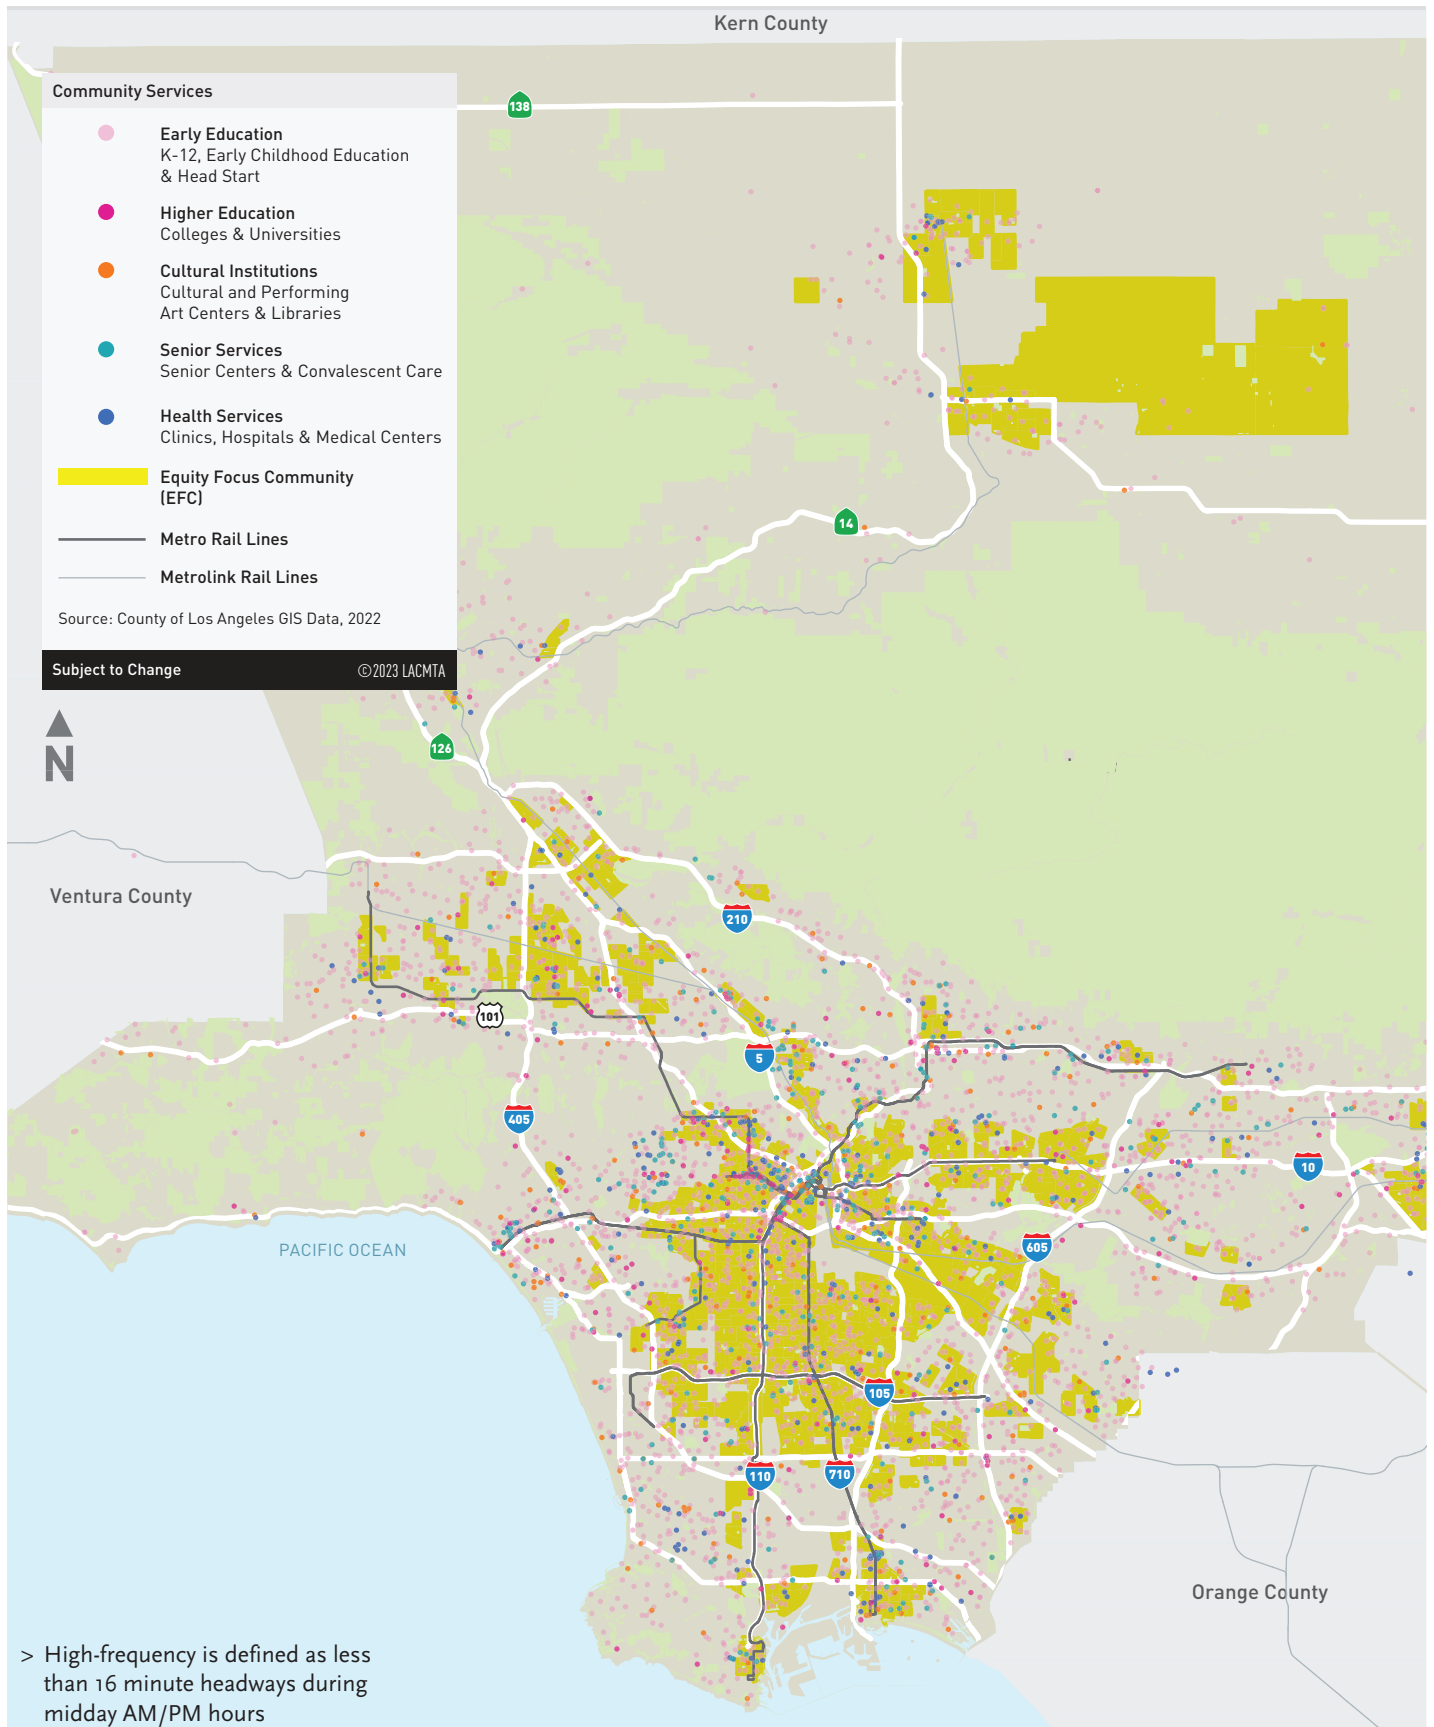 Kern County
Community Services
Early Education
K-12, Early Childhood Education
& Head Start
Higher Education
Colleges & Universities
Cultural Institutions
Cultural and Performing
Art Centers & Libraries
Senior Services
Senior Centers & Convalescent Care
Health Services
Clinics, Hospitals & Medical Centers
Equity Focus Community
(EFC)
Metro Rail Lines
Metrolink Rail Lines
Source: County of Los Angeles GIS Data, 2022
Subject to Change
©2023 LACMTA
138
14
N
126
Ventura County
210
101
5
405
10
PACIFIC OCEAN
605
105
110
710
Orange County
> High-frequency is defined as less
than 16 minute headways during
midday AM/PM hours